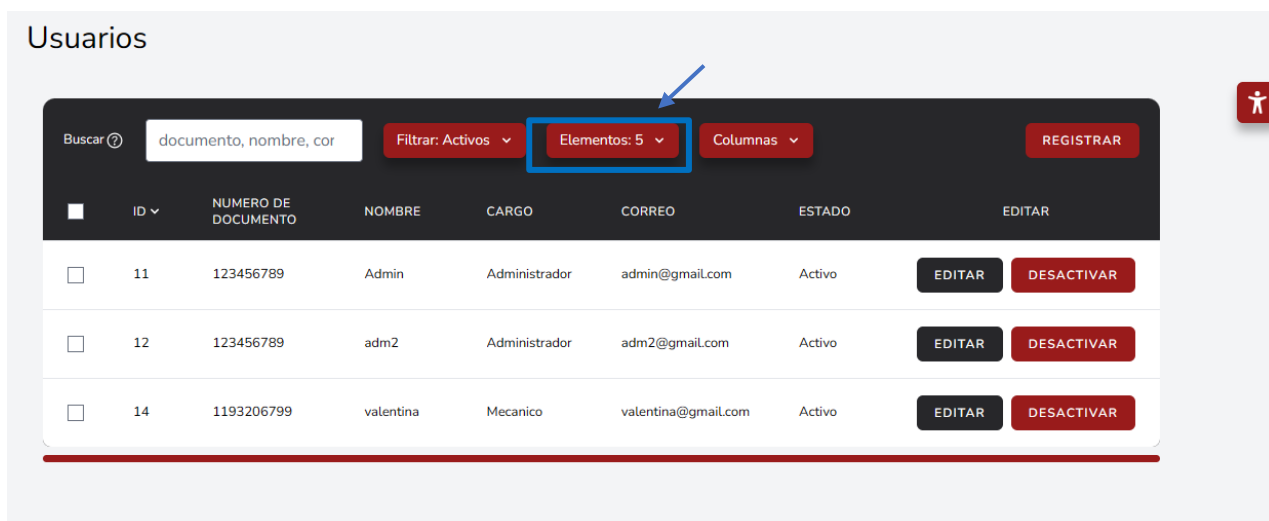 Usuarios
Buscar documento, nombre, cor Filtrar: Activos Elementos: 5 Columnas REGISTRAR
ID NUMERO DE DOCUMENTO NOMBRE CARGO CORREO ESTADO EDITAR
11 123456789 Admin Administrador admin@gmail.com Activo EDITAR DESACTIVAR
12 123456789 adm2 Administrador adm2@gmail.com Activo EDITAR DESACTIVAR
14 1193206799 valentina Mecanico valentina@gmail.com Activo EDITAR DESACTIVAR